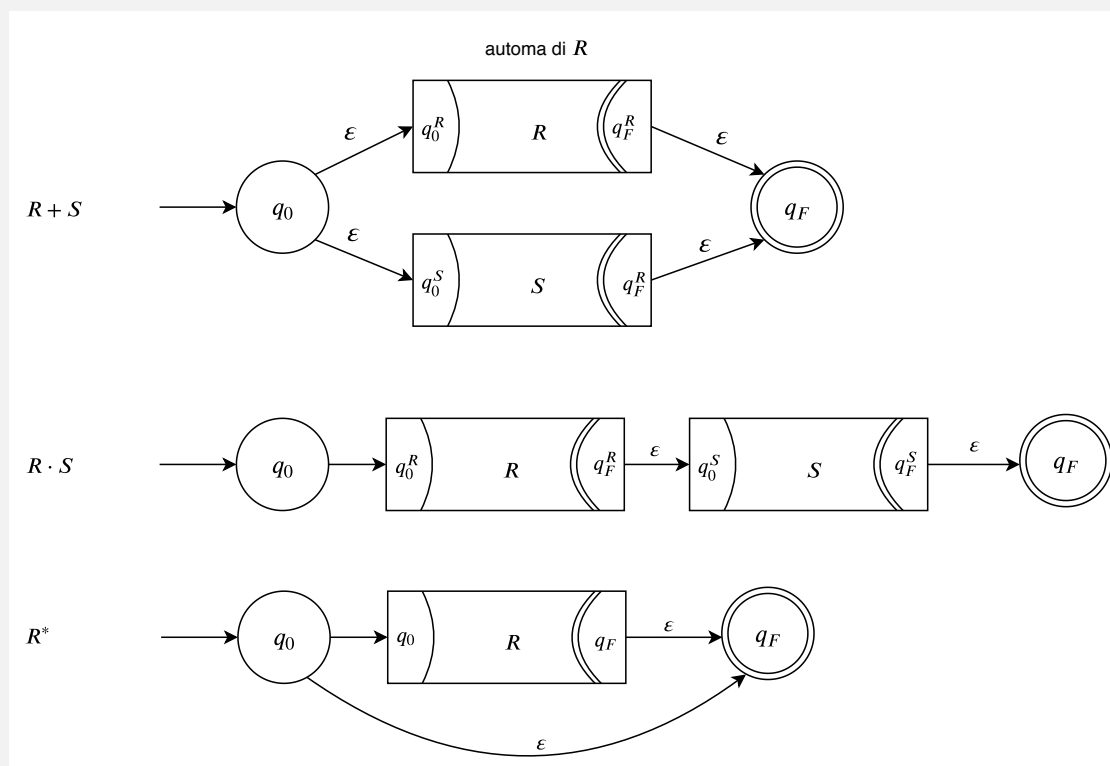 automa di R
ε q_0^R R q_F^R ε
R + S q_0 q_F
ε q_0^S S q_F^R ε
R · S q_0 q_0^R R q_F^R ε q_0^S S q_F^S ε q_F
R* q_0 q_0 R q_F ε q_F
ε